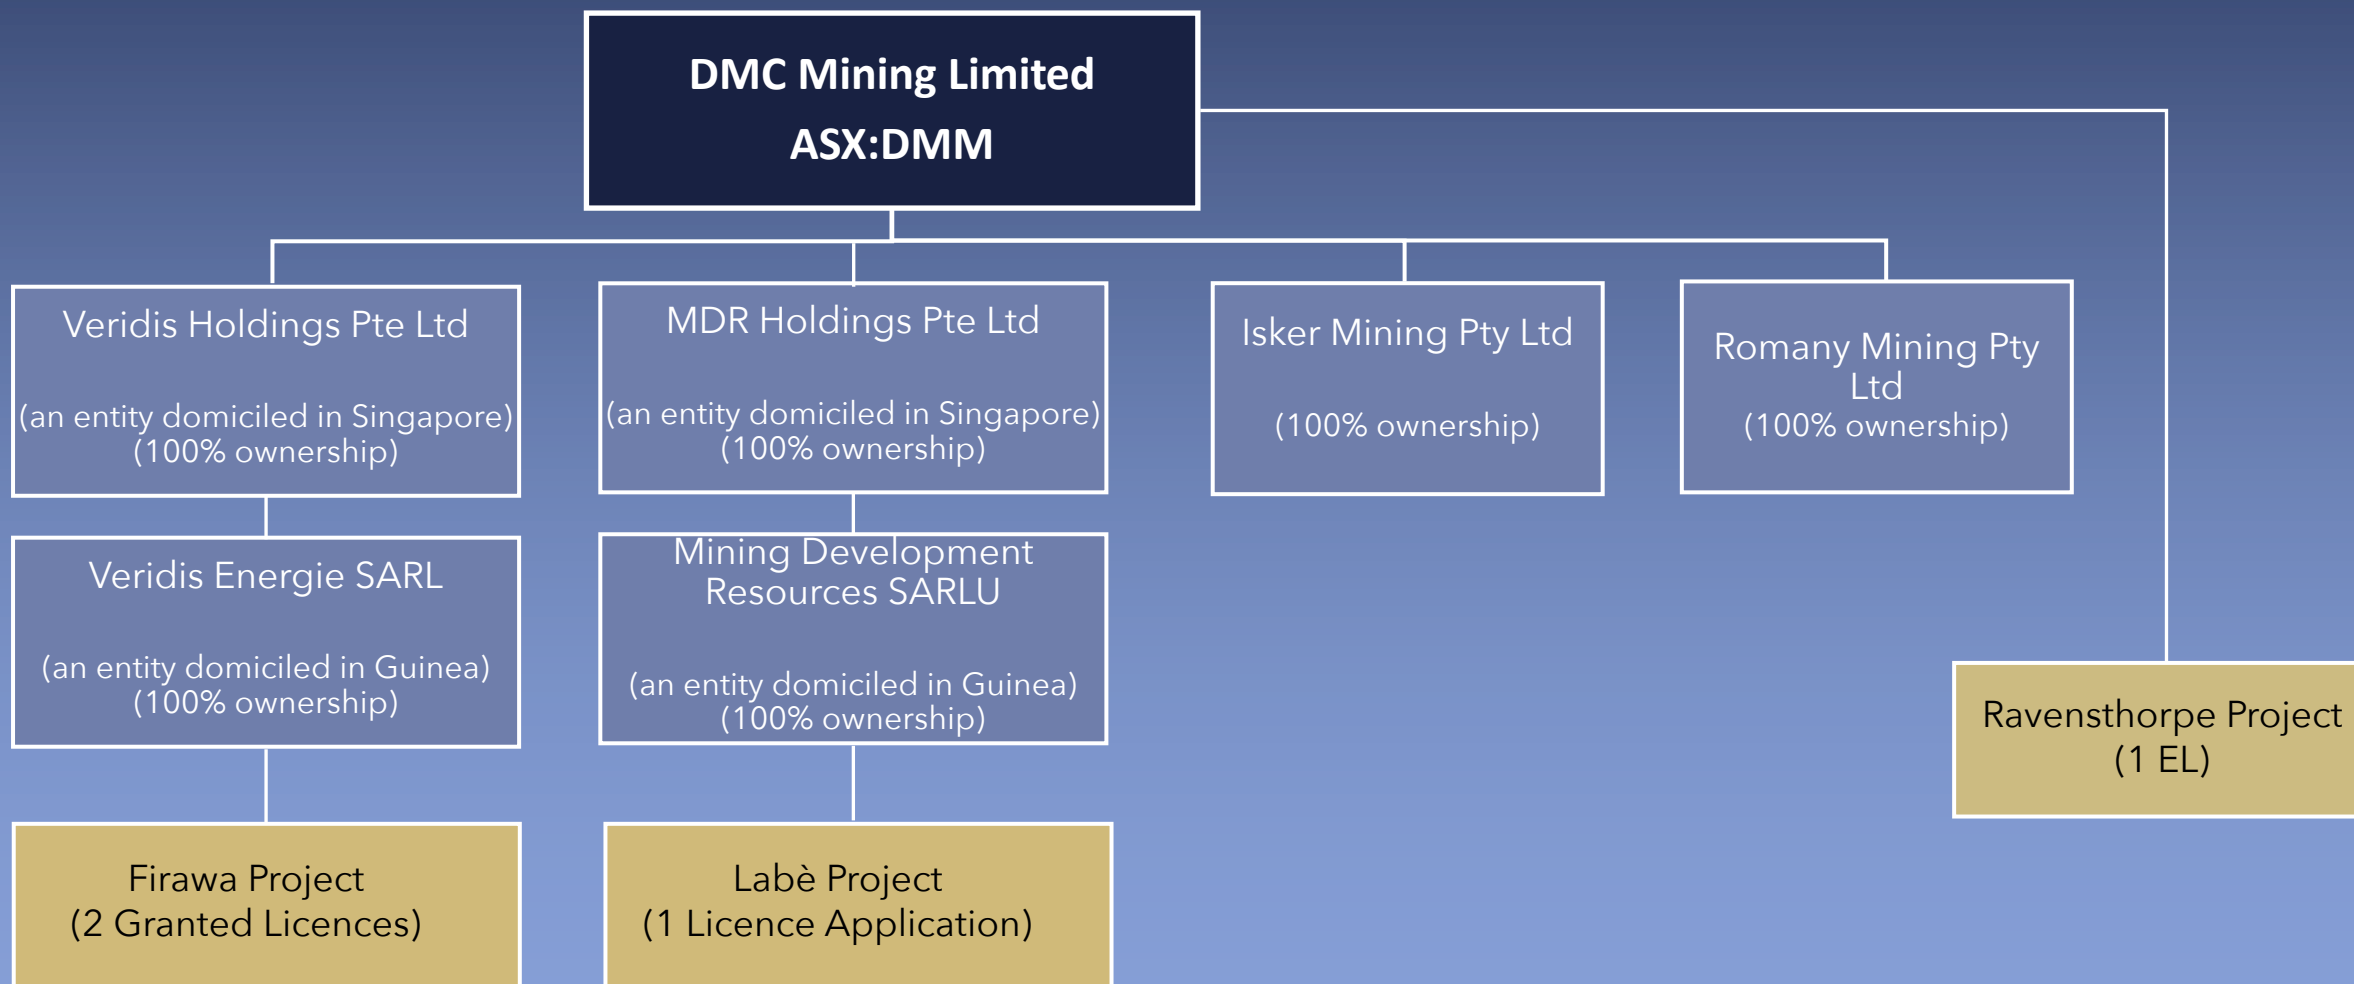 DMC Mining Limited
ASX:DMM
Veridis Holdings Pte Ltd
(an entity domiciled in Singapore)
(100% ownership)
MDR Holdings Pte Ltd
(an entity domiciled in Singapore)
(100% ownership)
Isker Mining Pty Ltd
(100% ownership)
Romany Mining Pty
Ltd
(100% ownership)
Veridis Energie SARL
(an entity domiciled in Guinea)
(100% ownership)
Mining Development
Resources SARLU
(an entity domiciled in Guinea)
(100% ownership)
Ravensthorpe Project
(1 EL)
Firawa Project
(2 Granted Licences)
Labè Project
(1 Licence Application)